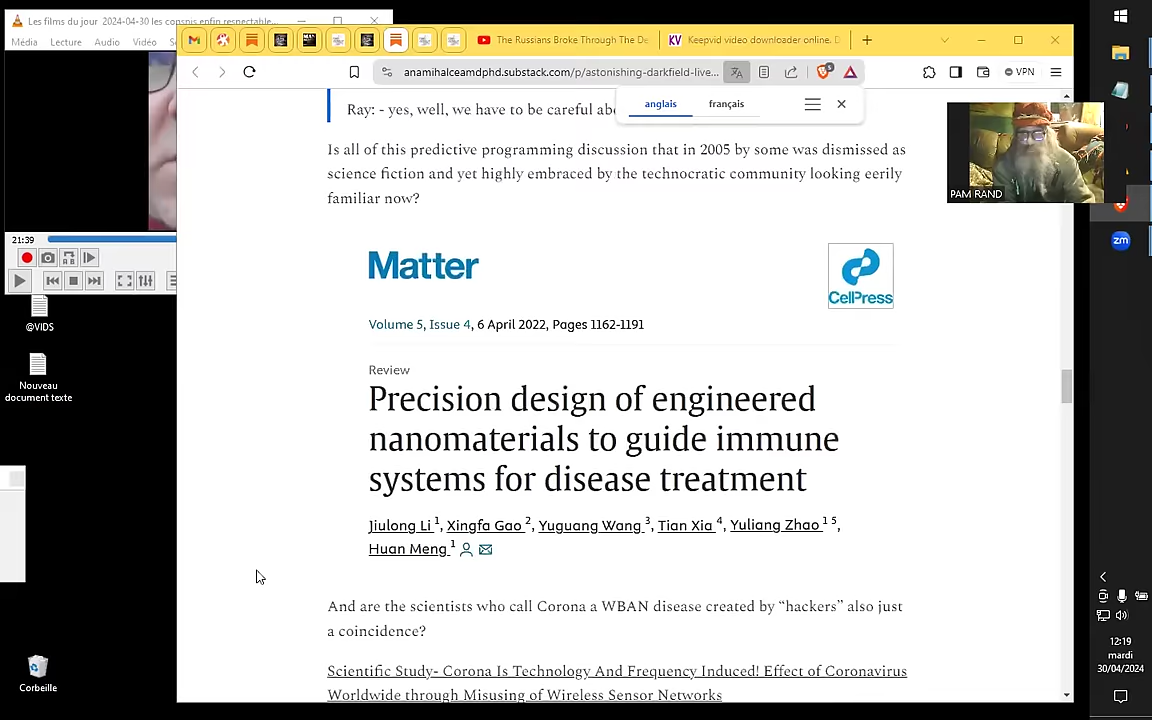 Les films du jour 2024-04-30 les conspis enfin respectable...
Média Lecture Audio Vidéo
21:39
@VIDS
Nouveau
document texte
Corbeille
The Russians Broke Through The De
KV Keepvid video downloader online. D
anamihalceamdphd.substack.com/p/astonishing-darkfield-live...
5
VPN
anglais français
Ray: - yes, well, we have to be careful
Is all of this predictive programming discussion that in 2005 by some was dismissed as
science fiction and yet highly embraced by the technocratic community looking eerily
familiar now?
Matter
CellPress
Volume 5, Issue 4, 6 April 2022, Pages 1162-1191
Review
Precision design of engineered
nanomaterials to guide immune
systems for disease treatment
Jiulong Li 1, Xingfa Gao 2, Yuguang Wang 3, Tian Xia 4, Yuliang Zhao 1 5,
Huan Meng 1
And are the scientists who call Corona a WBAN disease created by “hackers” also just
a coincidence?
Scientific Study- Corona Is Technology And Frequency Induced! Effect of Coronavirus
Worldwide through Misusing of Wireless Sensor Networks
PAM RAND
zm
12:19
mardi
30/04/2024